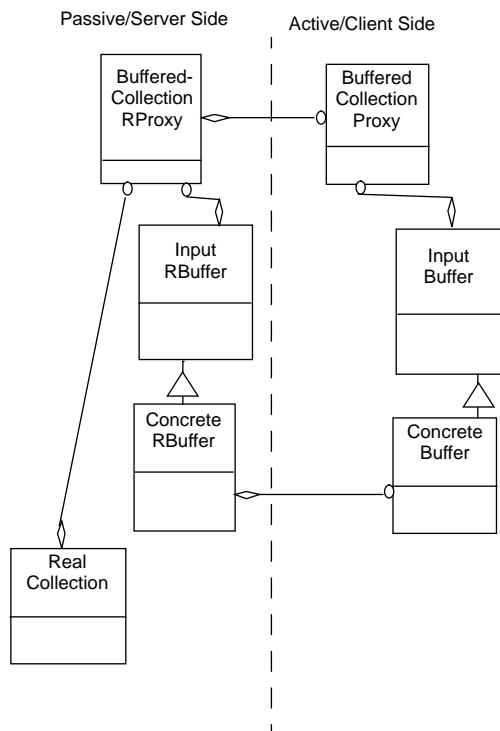 Passive/Server Side
Active/Client Side
Buffered-
Collection
RProxy
Buffered
Collection
Proxy
Input
RBuffer
Input
Buffer
Concrete
RBuffer
Concrete
Buffer
Real
Collection